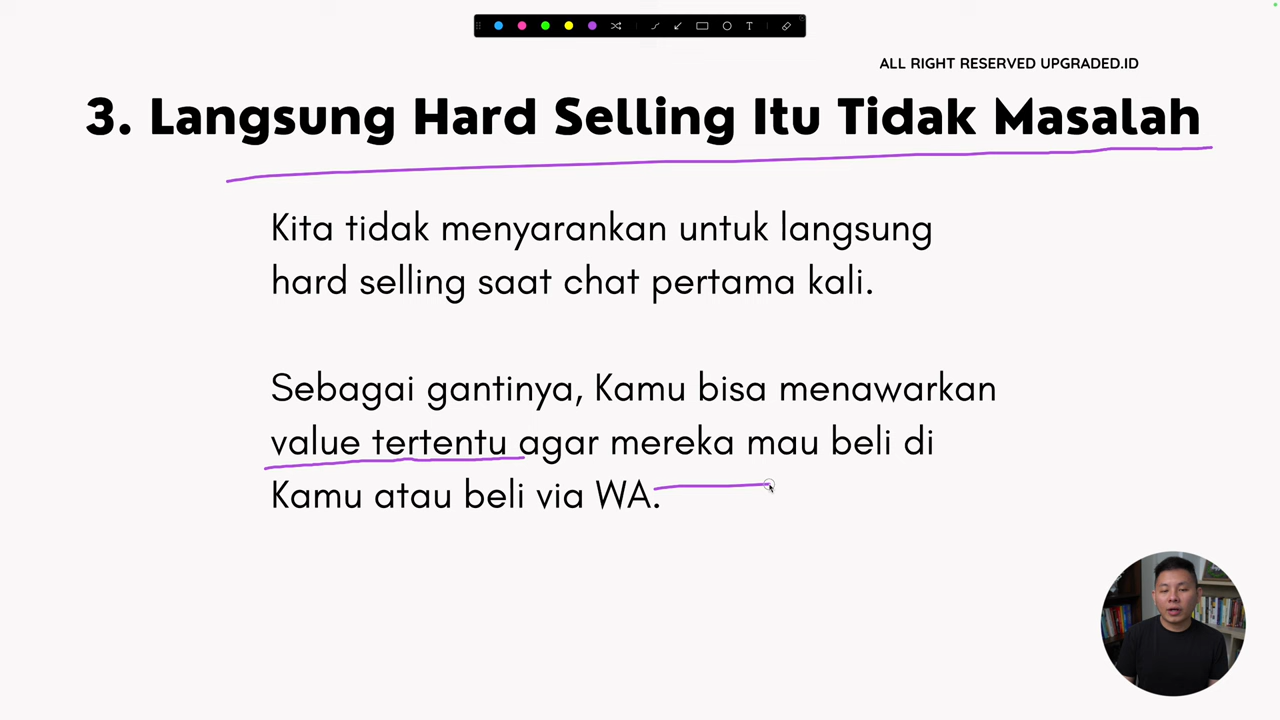 ALL RIGHT RESERVED UPGRADED.ID
3. Langsung Hard Selling Itu Tidak Masalah
Kita tidak menyarankan untuk langsung
hard selling saat chat pertama kali.
Sebagai gantinya, Kamu bisa menawarkan
value tertentu agar mereka mau beli di
Kamu atau beli via WA.